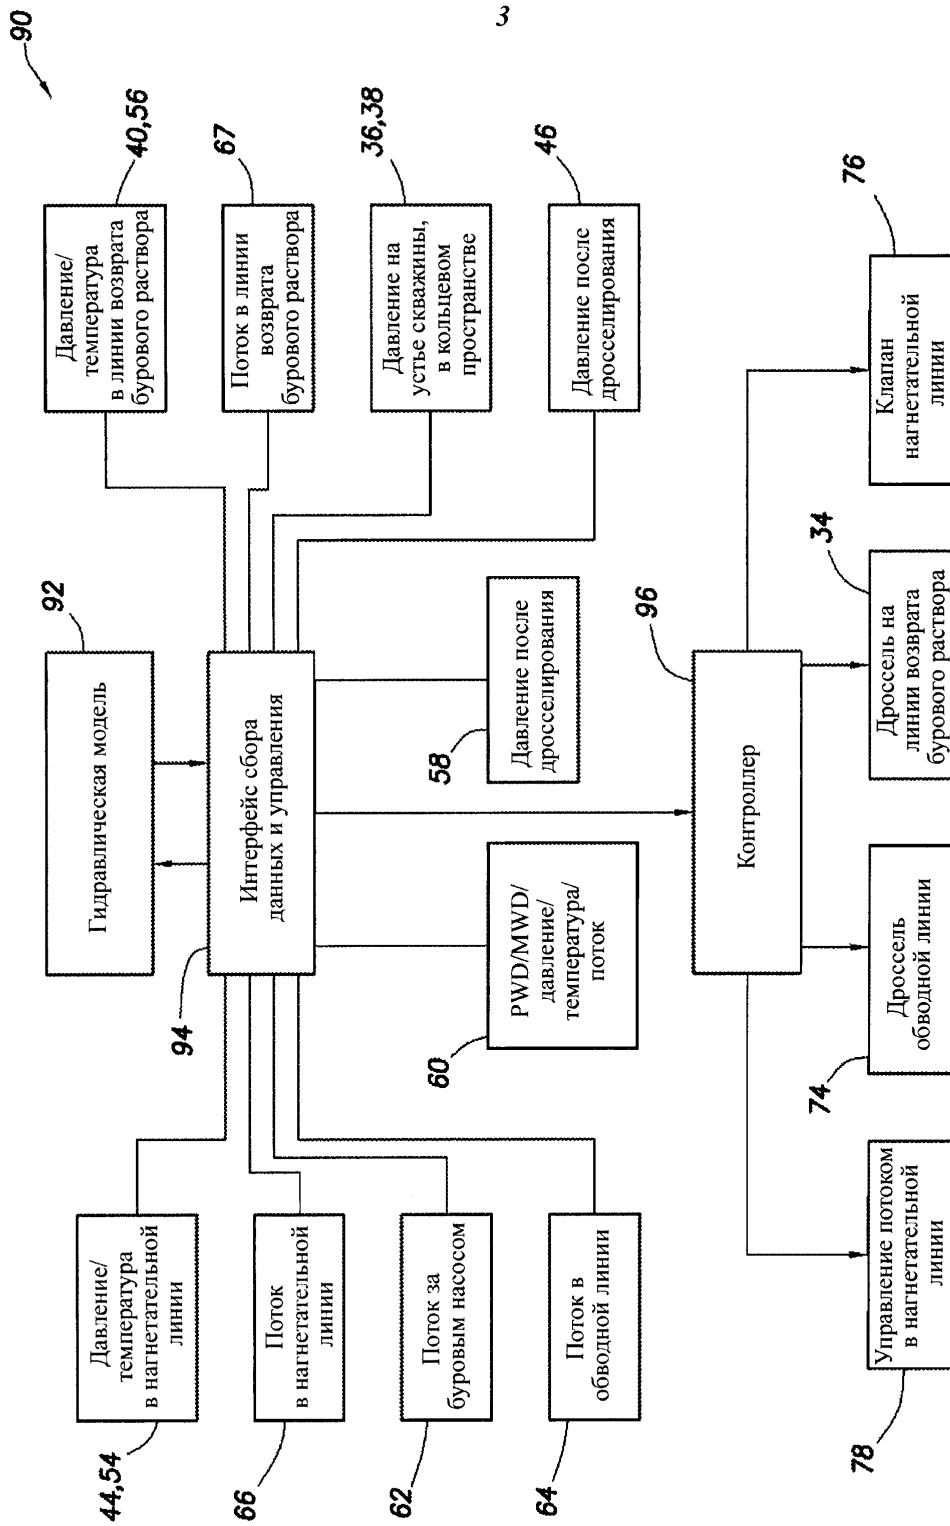 3
90
Давление/
температура
в линии возврата
бурового раствора
40,56
Поток в линии
возврата
бурового раствора
67
Давление на
устье скважины,
в кольцевом
пространстве
36,38
Давление после
дросселирования
46
Гидравлическая модель
92
Интерфейс сбора
данных и управления
94
Давление после
дросселирования
58
PWD/MWD/
давление/
температура/
поток
60
Давление/
температура
в нагнетательной
линии
44,54
Поток
в нагнетательной
линии
66
Поток за
буровым насосом
62
Поток в
обводной линии
64
Контроллер
96
Клапан
нагнетательной
линии
76
Дроссель на
линии возврата
бурового раствора
34
Дроссель
обводной линии
74
Управление потоком
в нагнетательной
линии
78